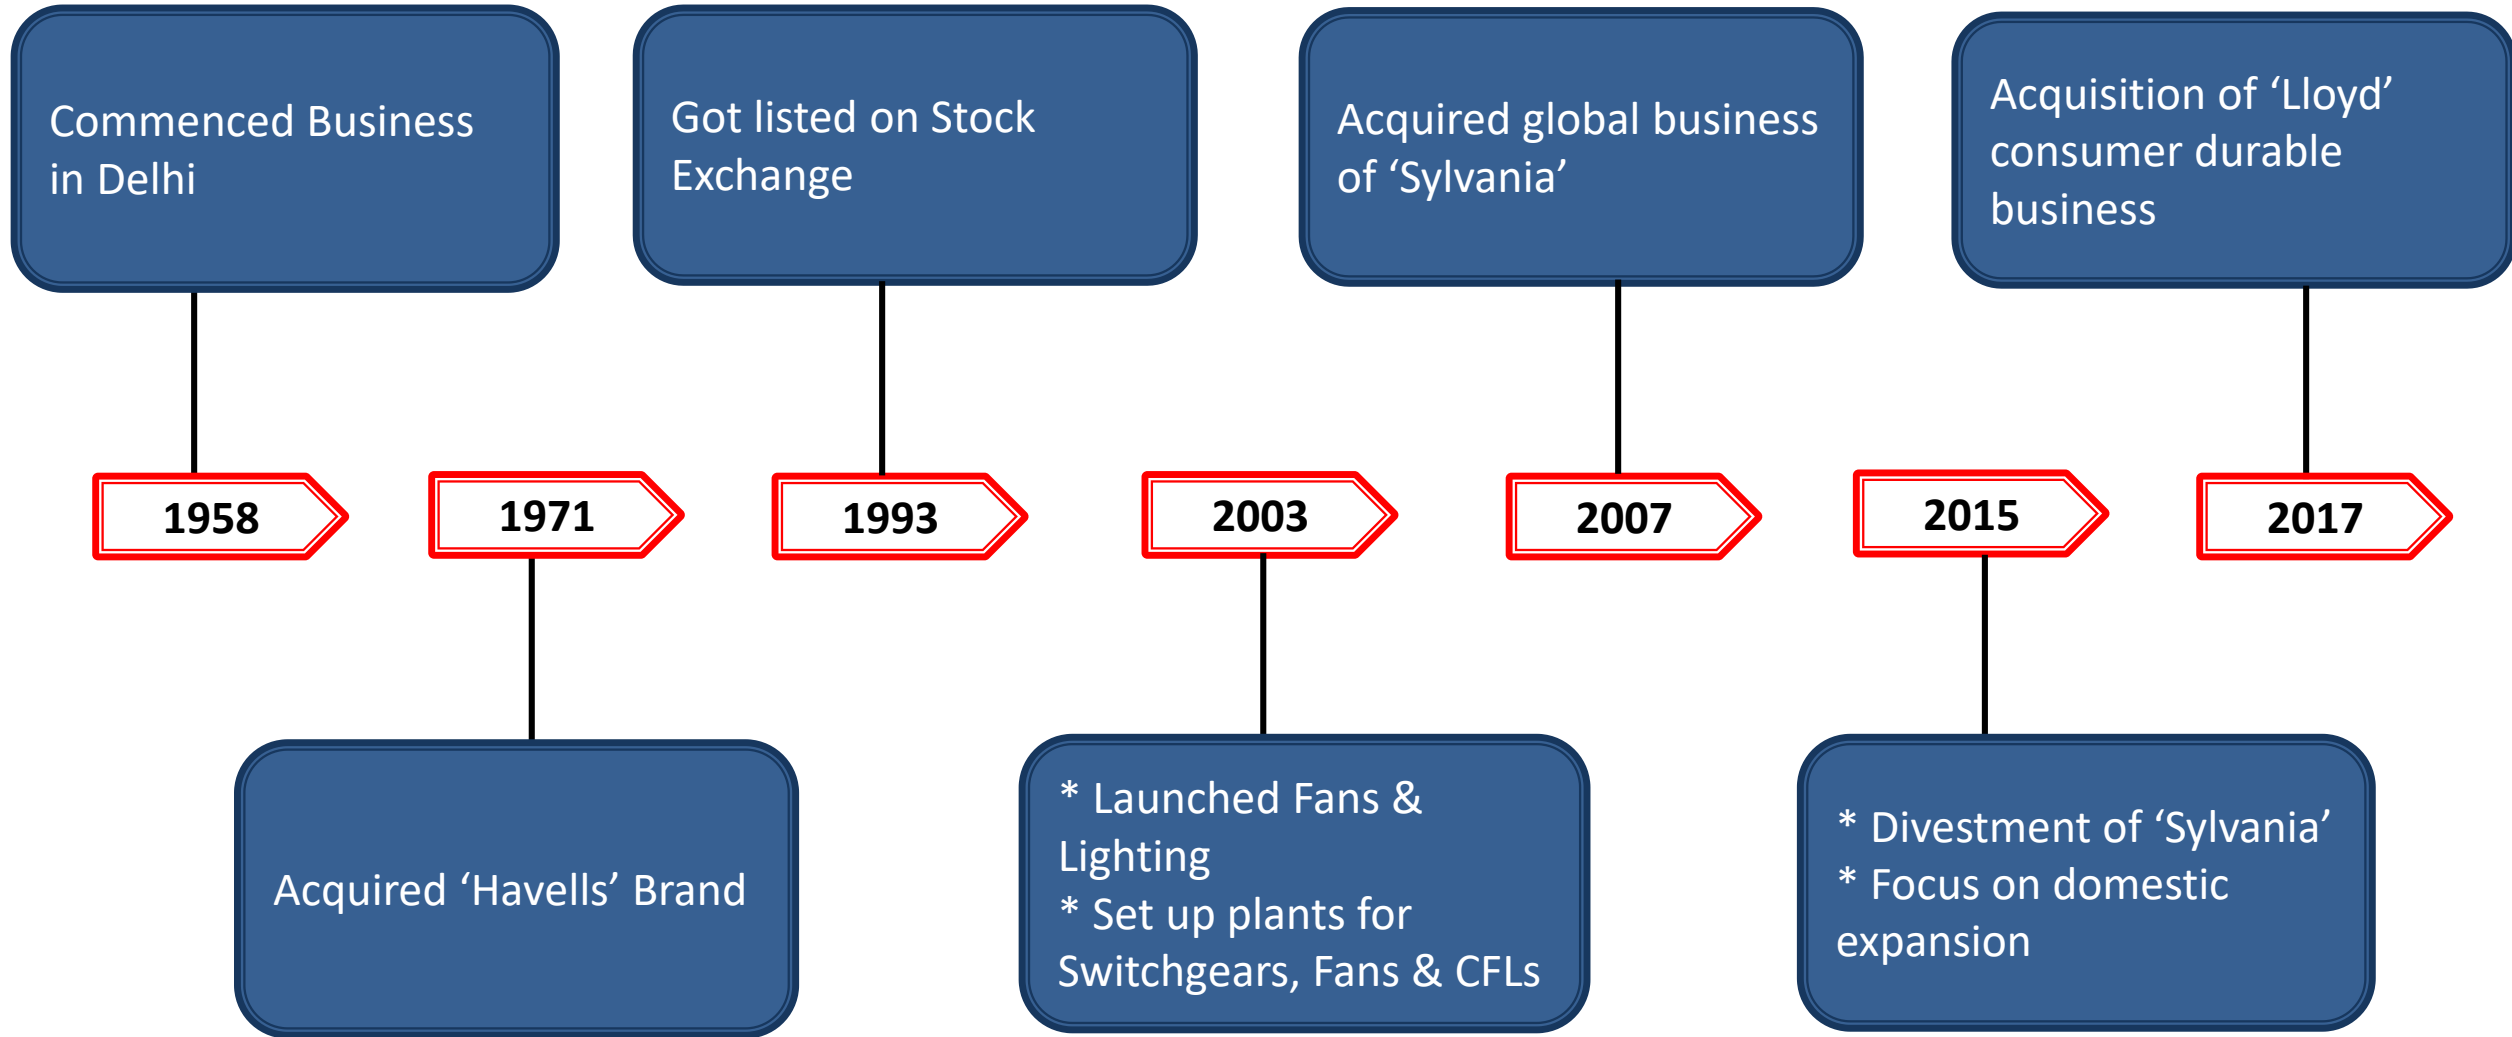 Commenced Business
in Delhi
Got listed on Stock
Exchange
Acquired global business
of ‘Sylvania’
Acquisition of ‘Lloyd’
consumer durable
business
1958
1971
1993
2003
2007
2015
2017
Acquired ‘Havells’ Brand
* Launched Fans &
Lighting
* Set up plants for
Switchgears, Fans & CFLs
* Divestment of ‘Sylvania’
* Focus on domestic
expansion